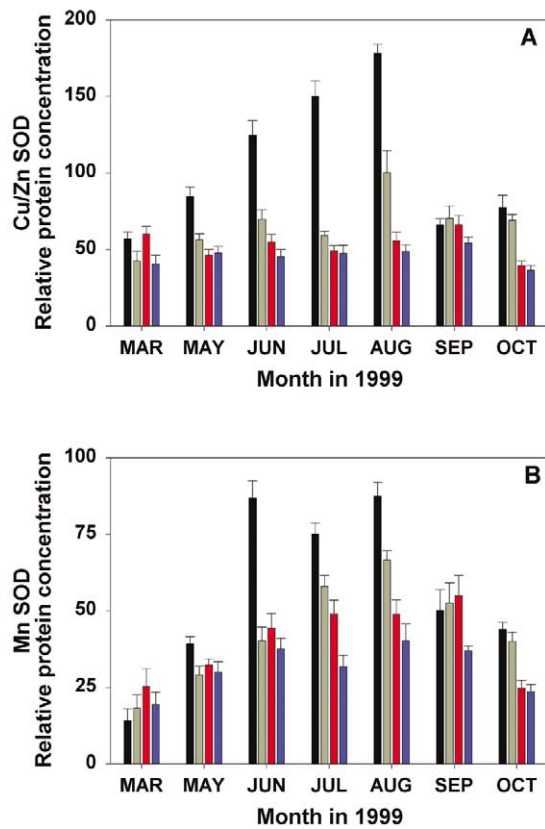 A
200
150
100
50
0
Cu/Zn SOD
Relative protein concentration
MAR MAY JUN JUL AUG SEP OCT
Month in 1999
B
100
75
50
25
0
Mn SOD
Relative protein concentration
MAR MAY JUN JUL AUG SEP OCT
Month in 1999